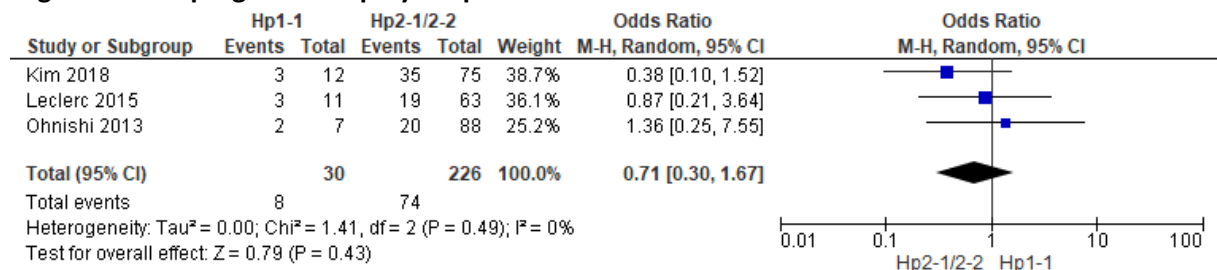 Hp1-1 Hp2-1/2-2 Odds Ratio Odds Ratio
Study or Subgroup Events Total Events Total Weight M-H, Random, 95% CI M-H, Random, 95% CI
Kim 2018 3 12 35 75 38.7% 0.38 [0.10, 1.52]
Leclerc 2015 3 11 19 63 36.1% 0.87 [0.21, 3.64]
Ohnishi 2013 2 7 20 88 25.2% 1.36 [0.25, 7.55]
Total (95% CI) 30 226 100.0% 0.71 [0.30, 1.67]
Total events 8 74
Heterogeneity: Tau² = 0.00; Chi² = 1.41, df = 2 (P = 0.49); I² = 0%
Test for overall effect: Z = 0.79 (P = 0.43)
0.01 0.1 1 10 100
Hp2-1/2-2 Hp1-1